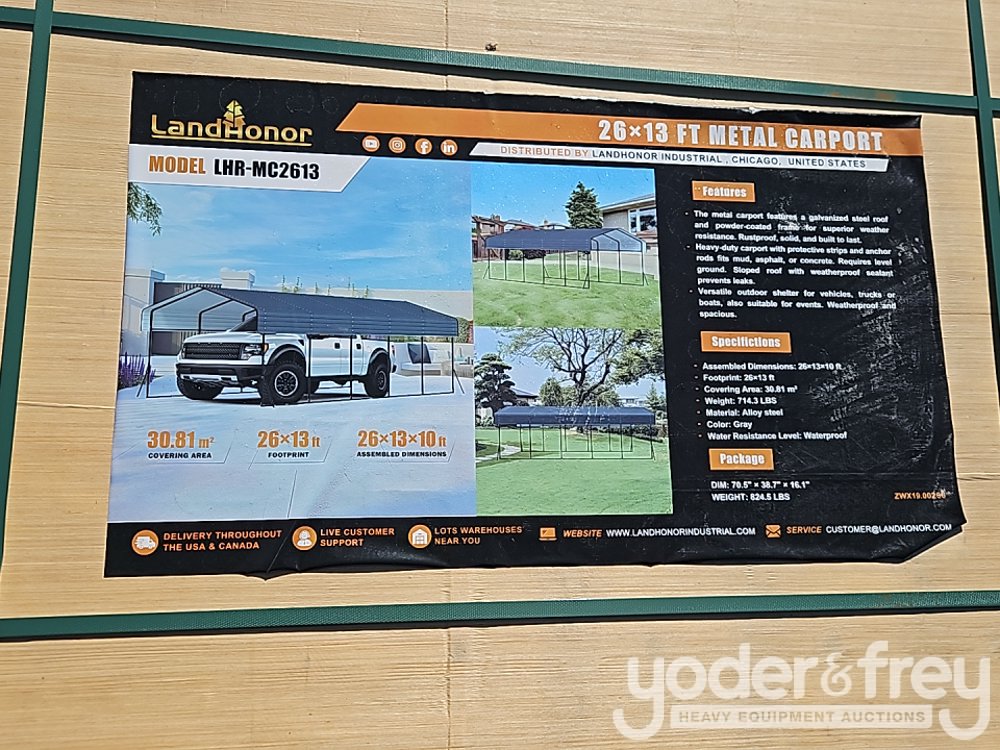 LandHonor
26×13 FT METAL CARPORT
DISTRIBUTED BY LANDHONOR INDUSTRIAL , CHICAGO, UNITED STATES
MODEL LHR-MC2613
Features
The metal carport features a galvanized steel roof
and powder-coated frame for superior weather
resistance. Rustproof, solid, and built to last.
Heavy-duty carport with protective strips and anchor
rods fits mud, asphalt, or concrete. Requires level
ground. Sloped roof with weatherproof sealant
prevents leaks.
Versatile outdoor shelter for vehicles, trucks or
boats, also suitable for events. Weatherproof and
spacious.
Specifictions
Assembled Dimensions: 26×13×10 ft
Footprint: 26×13 ft
Covering Area: 30.81 m²
Weight: 714.3 LBS
Material: Alloy steel
Color: Gray
Water Resistance Level: Waterproof
Package
DIM: 70.5" × 38.7" × 16.1"
WEIGHT: 824.5 LBS
30.81 m²
COVERING AREA
26×13 ft
FOOTPRINT
26×13×10 ft
ASSEMBLED DIMENSIONS
DELIVERY THROUGHOUT
THE USA & CANADA
LIVE CUSTOMER
SUPPORT
LOTS WAREHOUSES
NEAR YOU
WEBSITE WWW.LANDHONORINDUSTRIAL.COM
SERVICE CUSTOMER@LANDHONOR.COM
yoder&frey
HEAVY EQUIPMENT AUCTIONS